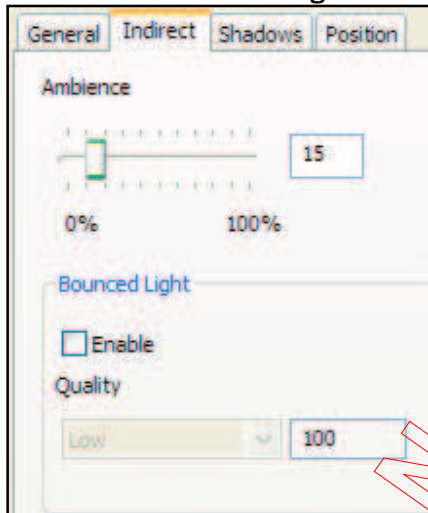 General Indirect Shadows Position
Ambience
15
0% 100%
Bounced Light
Enable
Quality
Low 100